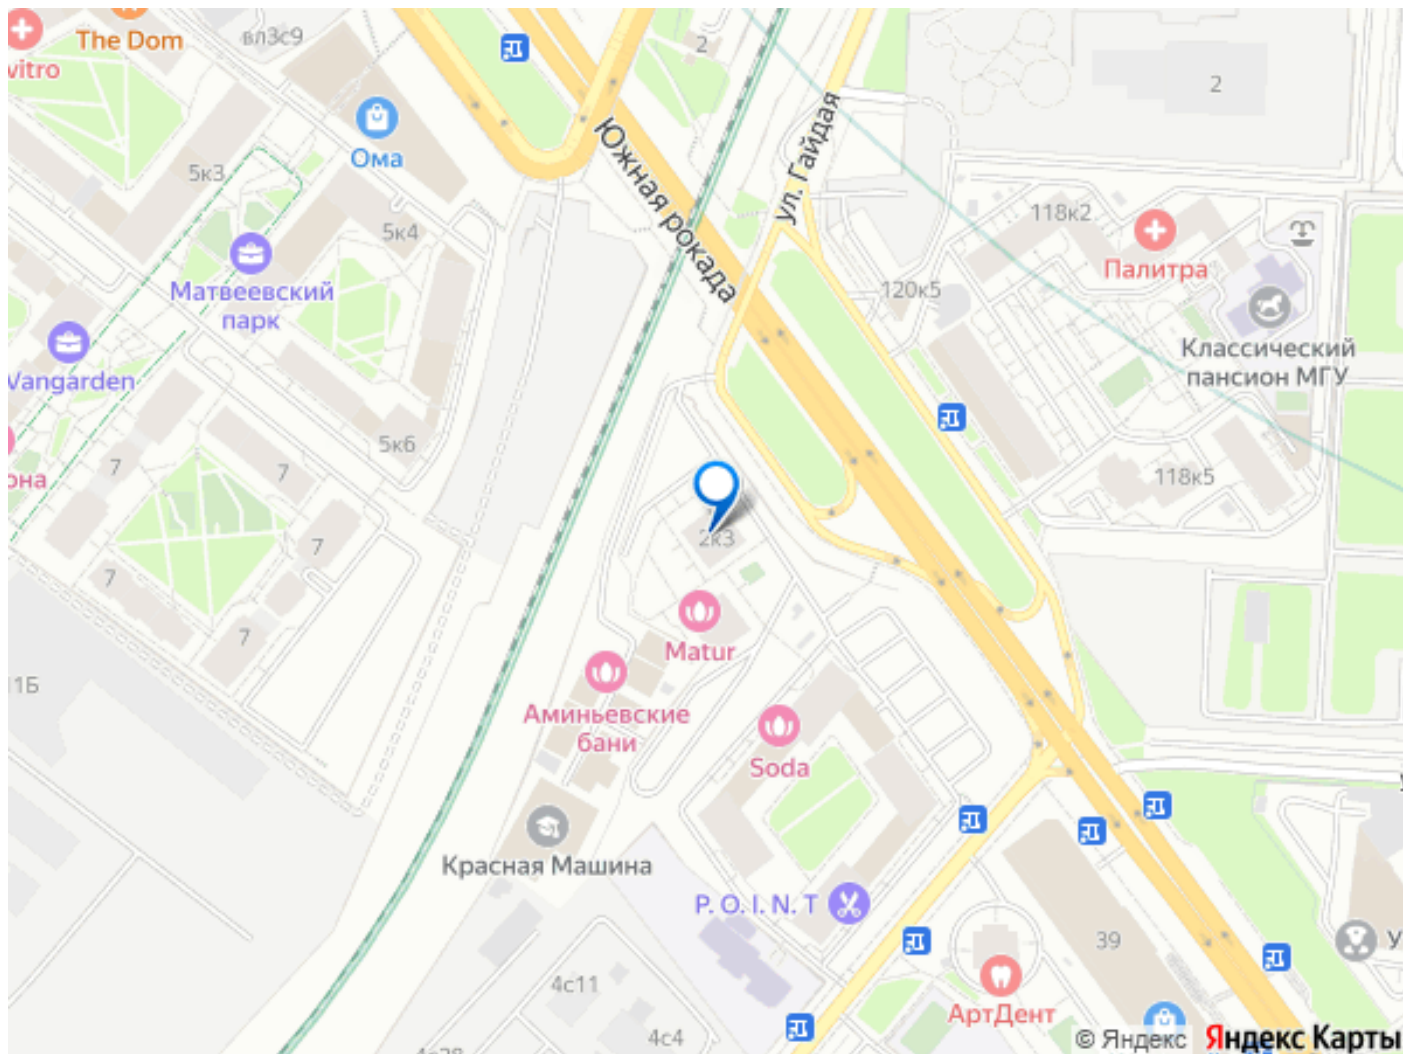 The Dom
vitro
вл3с9
2
2
Ома
ул. Гайдая
Южная рокада
5к3
5к4
118к2
Палитра
Матвеевский
парк
120к5
Классический
пансион МГУ
Vangarden
5к6
7
7
она
118к5
2к3
7
7
7
Matur
11Б
Аминьевские
бани
Soda
Красная Машина
P. O. I. N. T
39
У
4с11
АртДент
4с4
© Яндекс
Яндекс Карты